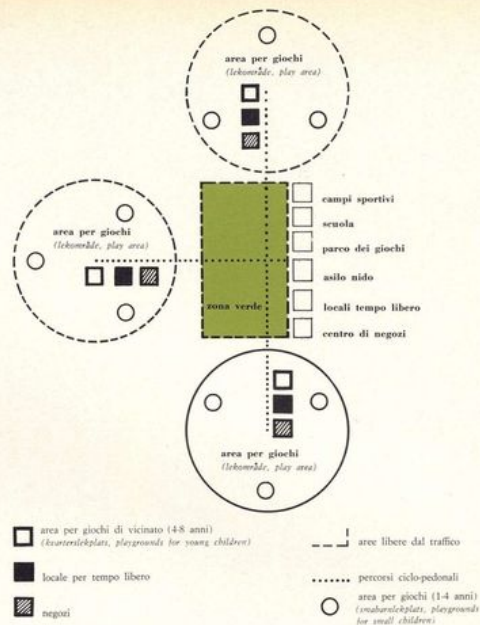 area per giochi
(lekområde, play area)
area per giochi
(lekområde, play area)
campi sportivi
scuola
parco dei giochi
asilo nido
zona verde
locali tempo libero
centro di negozi
area per giochi
(lekområde, play area)
area per giochi di vicinato (4-8 anni)
(kvarterslekplats, playgrounds for young children)
locale per tempo libero
negozi
aree libere dal traffico
percorsi ciclo-pedonali
area per giochi (1-4 anni)
(smabarnslekplats, playgrounds
for small children)